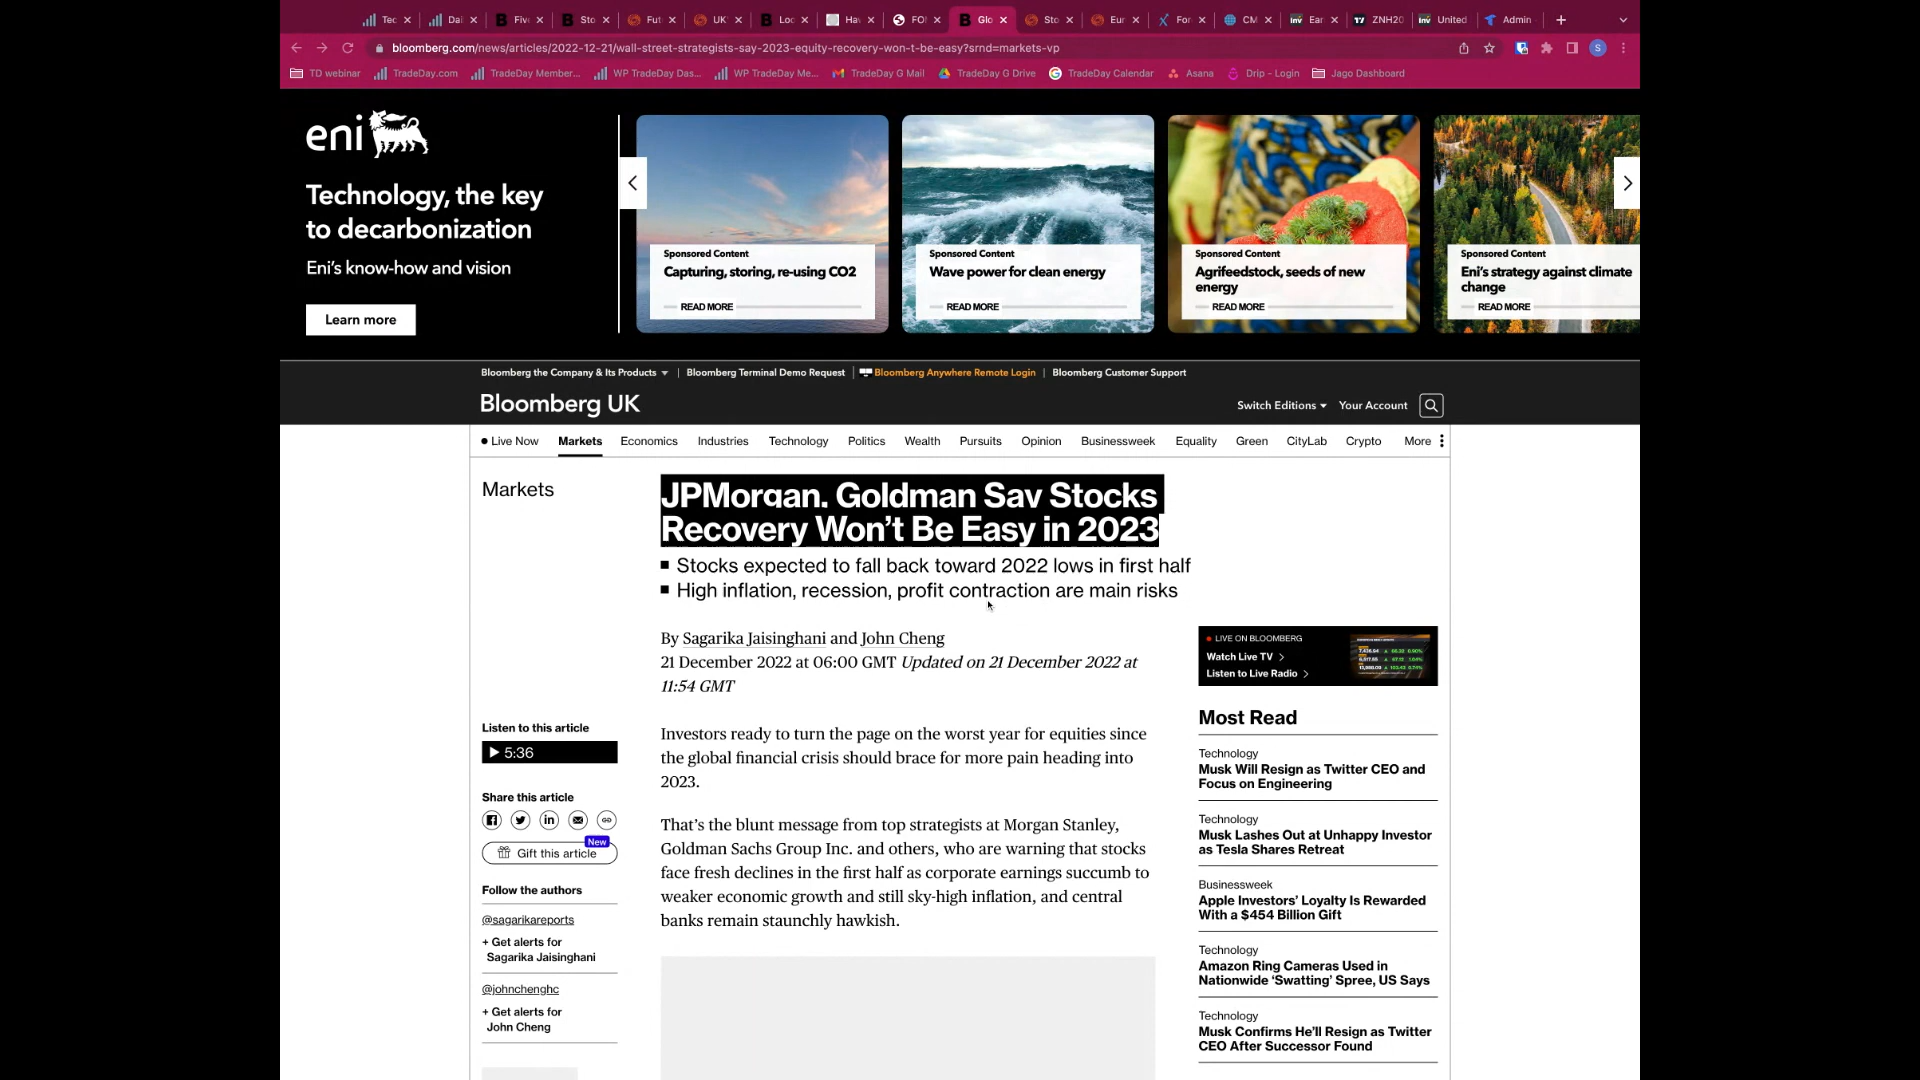 Tec
Dai
Five
Sto
Fut
UK'
Loc
Hav
FO
Glo
Sto
Eur
For
CM
Ear
ZNH20
United
Admin
bloomberg.com/news/articles/2022-12-21/wall-street-strategists-say-2023-equity-recovery-won-t-be-easy?srnd=markets-vp
S
TD webinar
TradeDay.com
TradeDay Member...
WP TradeDay Das...
WP TradeDay Me...
TradeDay G Mail
TradeDay G Drive
TradeDay Calendar
Asana
Drip - Login
Jago Dashboard
eni
Technology, the key
to decarbonization
Eni's know-how and vision
Learn more
Sponsored Content
Capturing, storing, re-using CO2
READ MORE
Sponsored Content
Wave power for clean energy
READ MORE
Sponsored Content
Agrifeedstock, seeds of new
energy
READ MORE
Sponsored Content
Eni's strategy against climate
change
READ MORE
Bloomberg the Company & Its Products
Bloomberg Terminal Demo Request
Bloomberg Anywhere Remote Login
Bloomberg Customer Support
Bloomberg UK
Switch Editions
Your Account
Live Now
Markets
Economics
Industries
Technology
Politics
Wealth
Pursuits
Opinion
Businessweek
Equality
Green
CityLab
Crypto
More
Markets
JPMorgan, Goldman Say Stocks
Recovery Won't Be Easy in 2023
Stocks expected to fall back toward 2022 lows in first half
High inflation, recession, profit contraction are main risks
By Sagarika Jaisinghani and John Cheng
21 December 2022 at 06:00 GMT Updated on 21 December 2022 at
11:54 GMT
Listen to this article
5:36
Share this article
New
Gift this article
Follow the authors
@sagarikareports
+ Get alerts for
Sagarika Jaisinghani
@johnchenghc
+ Get alerts for
John Cheng
Investors ready to turn the page on the worst year for equities since
the global financial crisis should brace for more pain heading into
2023.
That's the blunt message from top strategists at Morgan Stanley,
Goldman Sachs Group Inc. and others, who are warning that stocks
face fresh declines in the first half as corporate earnings succumb to
weaker economic growth and still sky-high inflation, and central
banks remain staunchly hawkish.
LIVE ON BLOOMBERG
Watch Live TV
Listen to Live Radio
Most Read
Technology
Musk Will Resign as Twitter CEO and
Focus on Engineering
Technology
Musk Lashes Out at Unhappy Investor
as Tesla Shares Retreat
Businessweek
Apple Investors' Loyalty Is Rewarded
With a $454 Billion Gift
Technology
Amazon Ring Cameras Used in
Nationwide 'Swatting' Spree, US Says
Technology
Musk Confirms He'll Resign as Twitter
CEO After Successor Found